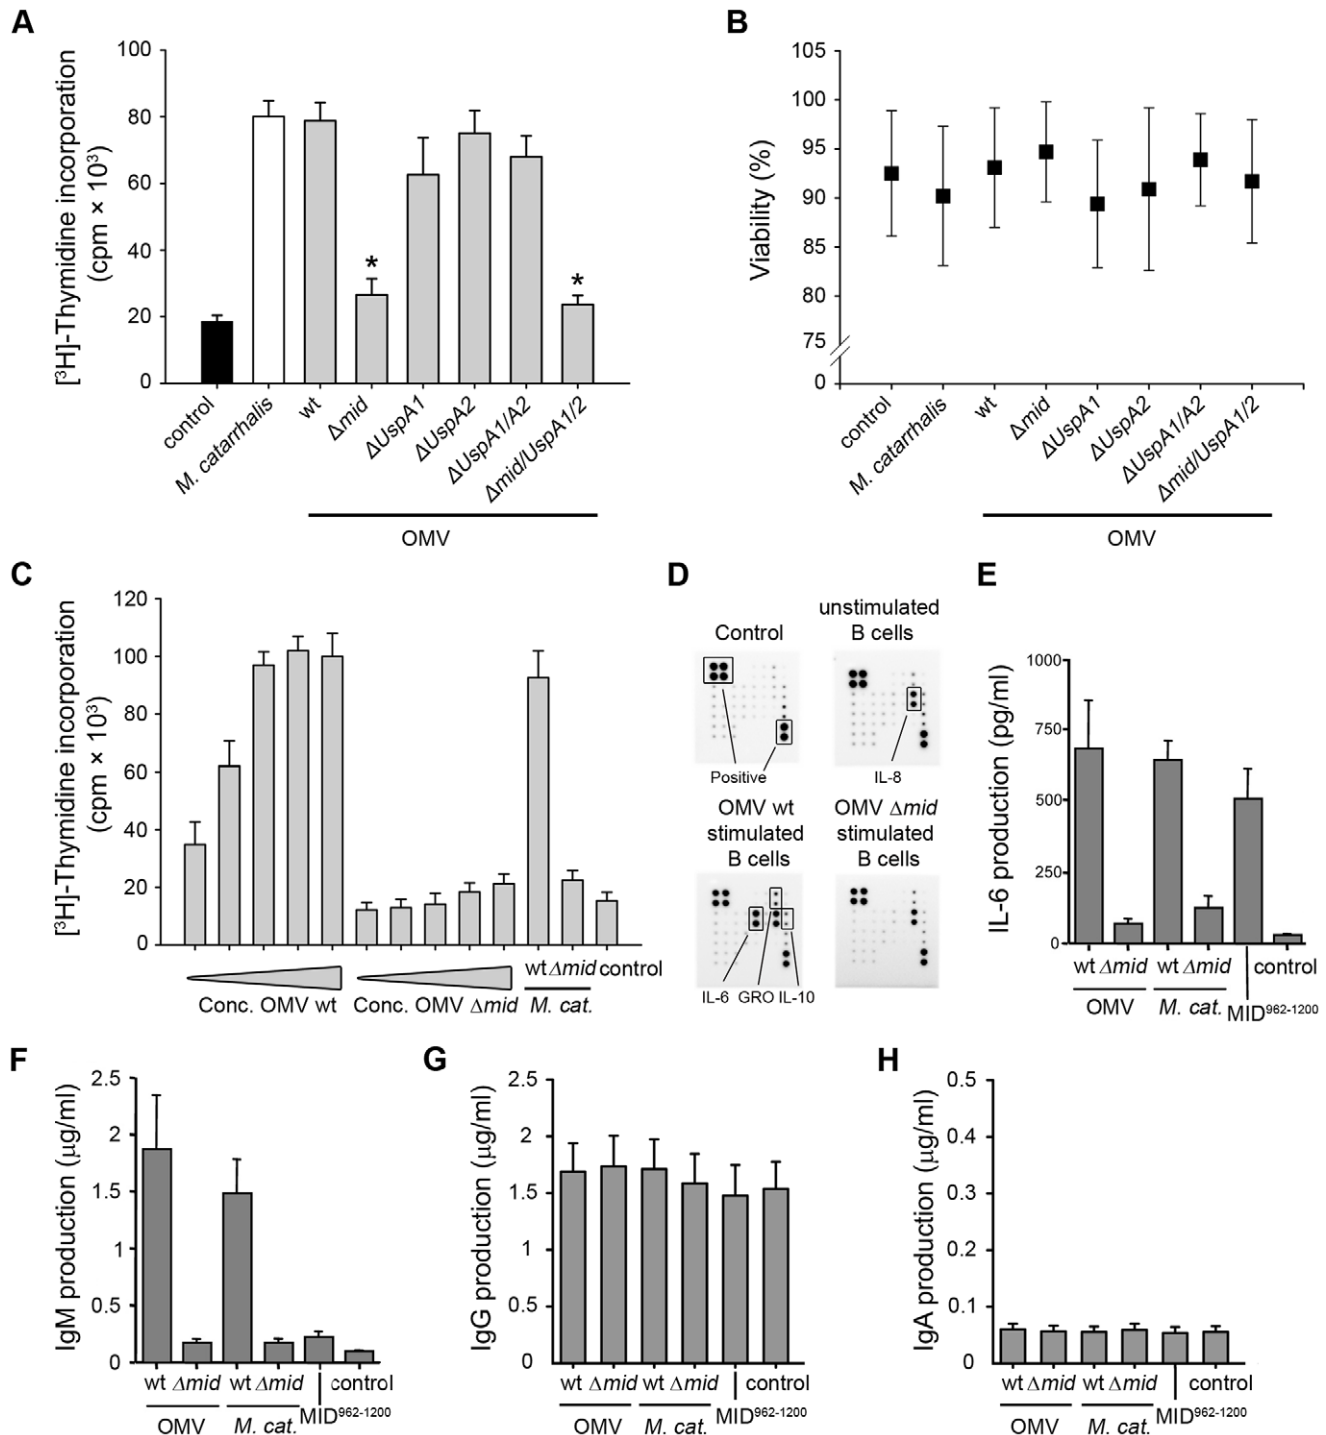 A
[³H]-Thymidine incorporation
(cpm × 10³)
100
80
60
40
20
0
*
*
control
M. catarrhalis
wt
Δmid
ΔUspA1
ΔUspA2
ΔUspA1/A2
Δmid/UspA1/2
OMV
B
Viability (%)
105
100
95
90
85
80
75
0
control
M. catarrhalis
wt
Δmid
ΔUspA1
ΔUspA2
ΔUspA1/A2
Δmid/UspA1/2
OMV
C
[³H]-Thymidine incorporation
(cpm × 10³)
120
100
80
60
40
20
0
Conc. OMV wt
Conc. OMV Δmid
wt Δmid control
M. cat.
D
Control
unstimulated
B cells
Positive
IL-8
OMV wt
stimulated
B cells
OMV Δmid
stimulated
B cells
IL-6 GRO IL-10
E
IL-6 production (pg/ml)
1000
750
500
250
0
wt Δmid wt Δmid control
OMV M. cat. MID⁹⁶²⁻¹²⁰⁰
F
IgM production (µg/ml)
2.5
2
1.5
1
0.5
0
wt Δmid wt Δmid control
OMV M. cat. MID⁹⁶²⁻¹²⁰⁰
G
IgG production (µg/ml)
2.5
2
1.5
1
0.5
0
wt Δmid wt Δmid control
OMV M. cat. MID⁹⁶²⁻¹²⁰⁰
H
IgA production (µg/ml)
0.5
0.4
0.3
0.2
0.1
0
wt Δmid wt Δmid control
OMV M. cat. MID⁹⁶²⁻¹²⁰⁰